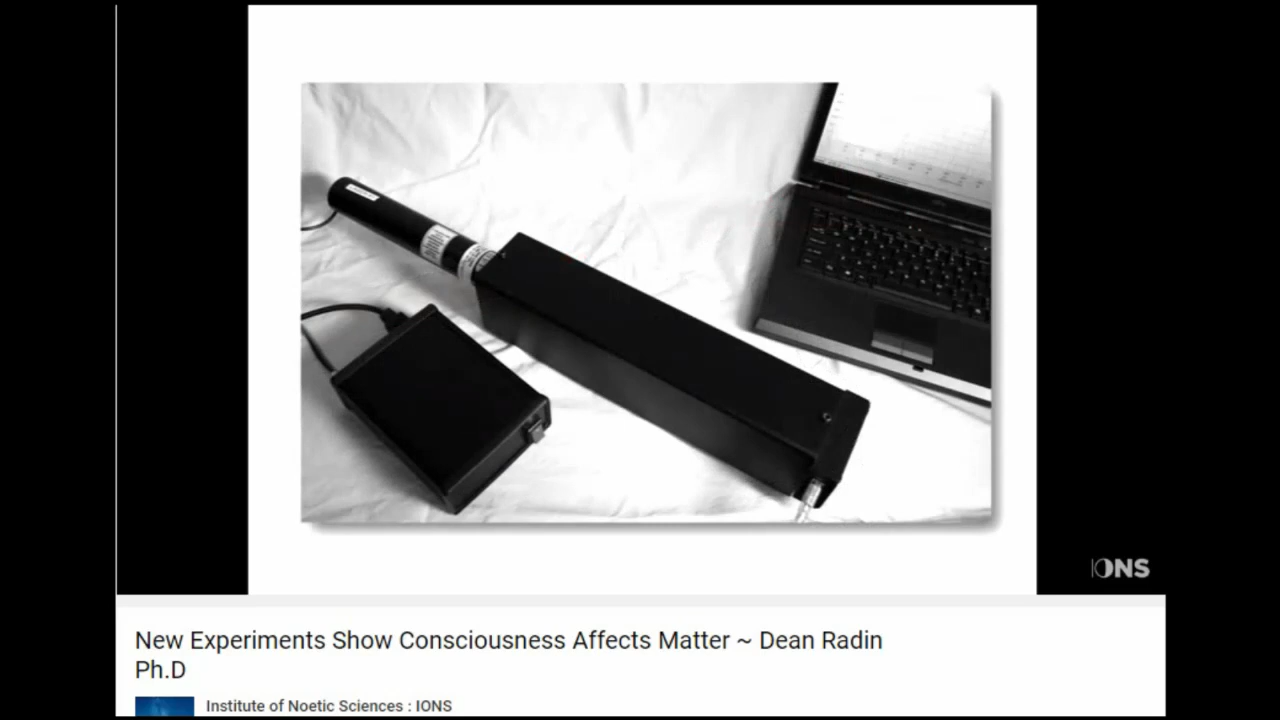 IONS
New Experiments Show Consciousness Affects Matter ~ Dean Radin
Ph.D
Institute of Noetic Sciences : IONS